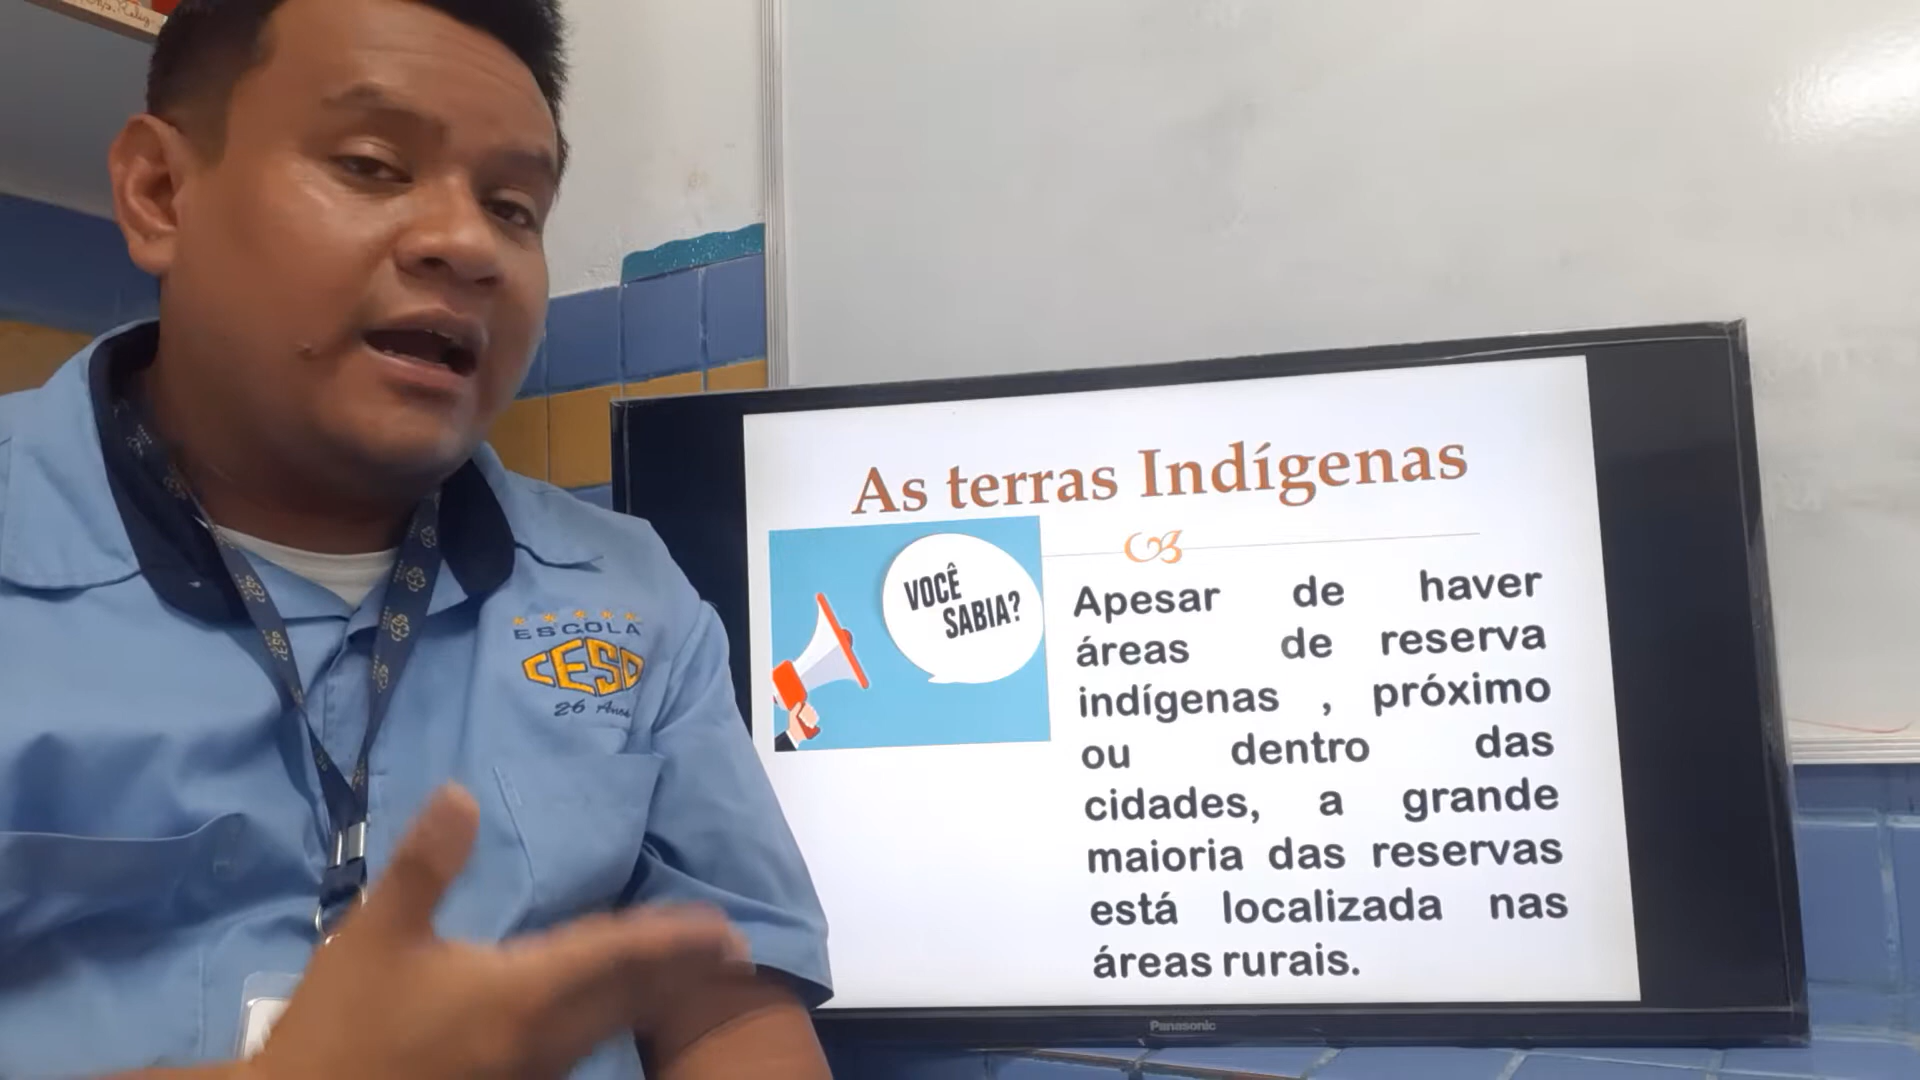 As terras Indígenas
VOCÊ
SABIA?
Apesar de haver
áreas de reserva
indígenas , próximo
ou dentro das
cidades, a grande
maioria das reservas
está localizada nas
áreas rurais.
ESCOLA
CESO
26 Anos
Panasonic